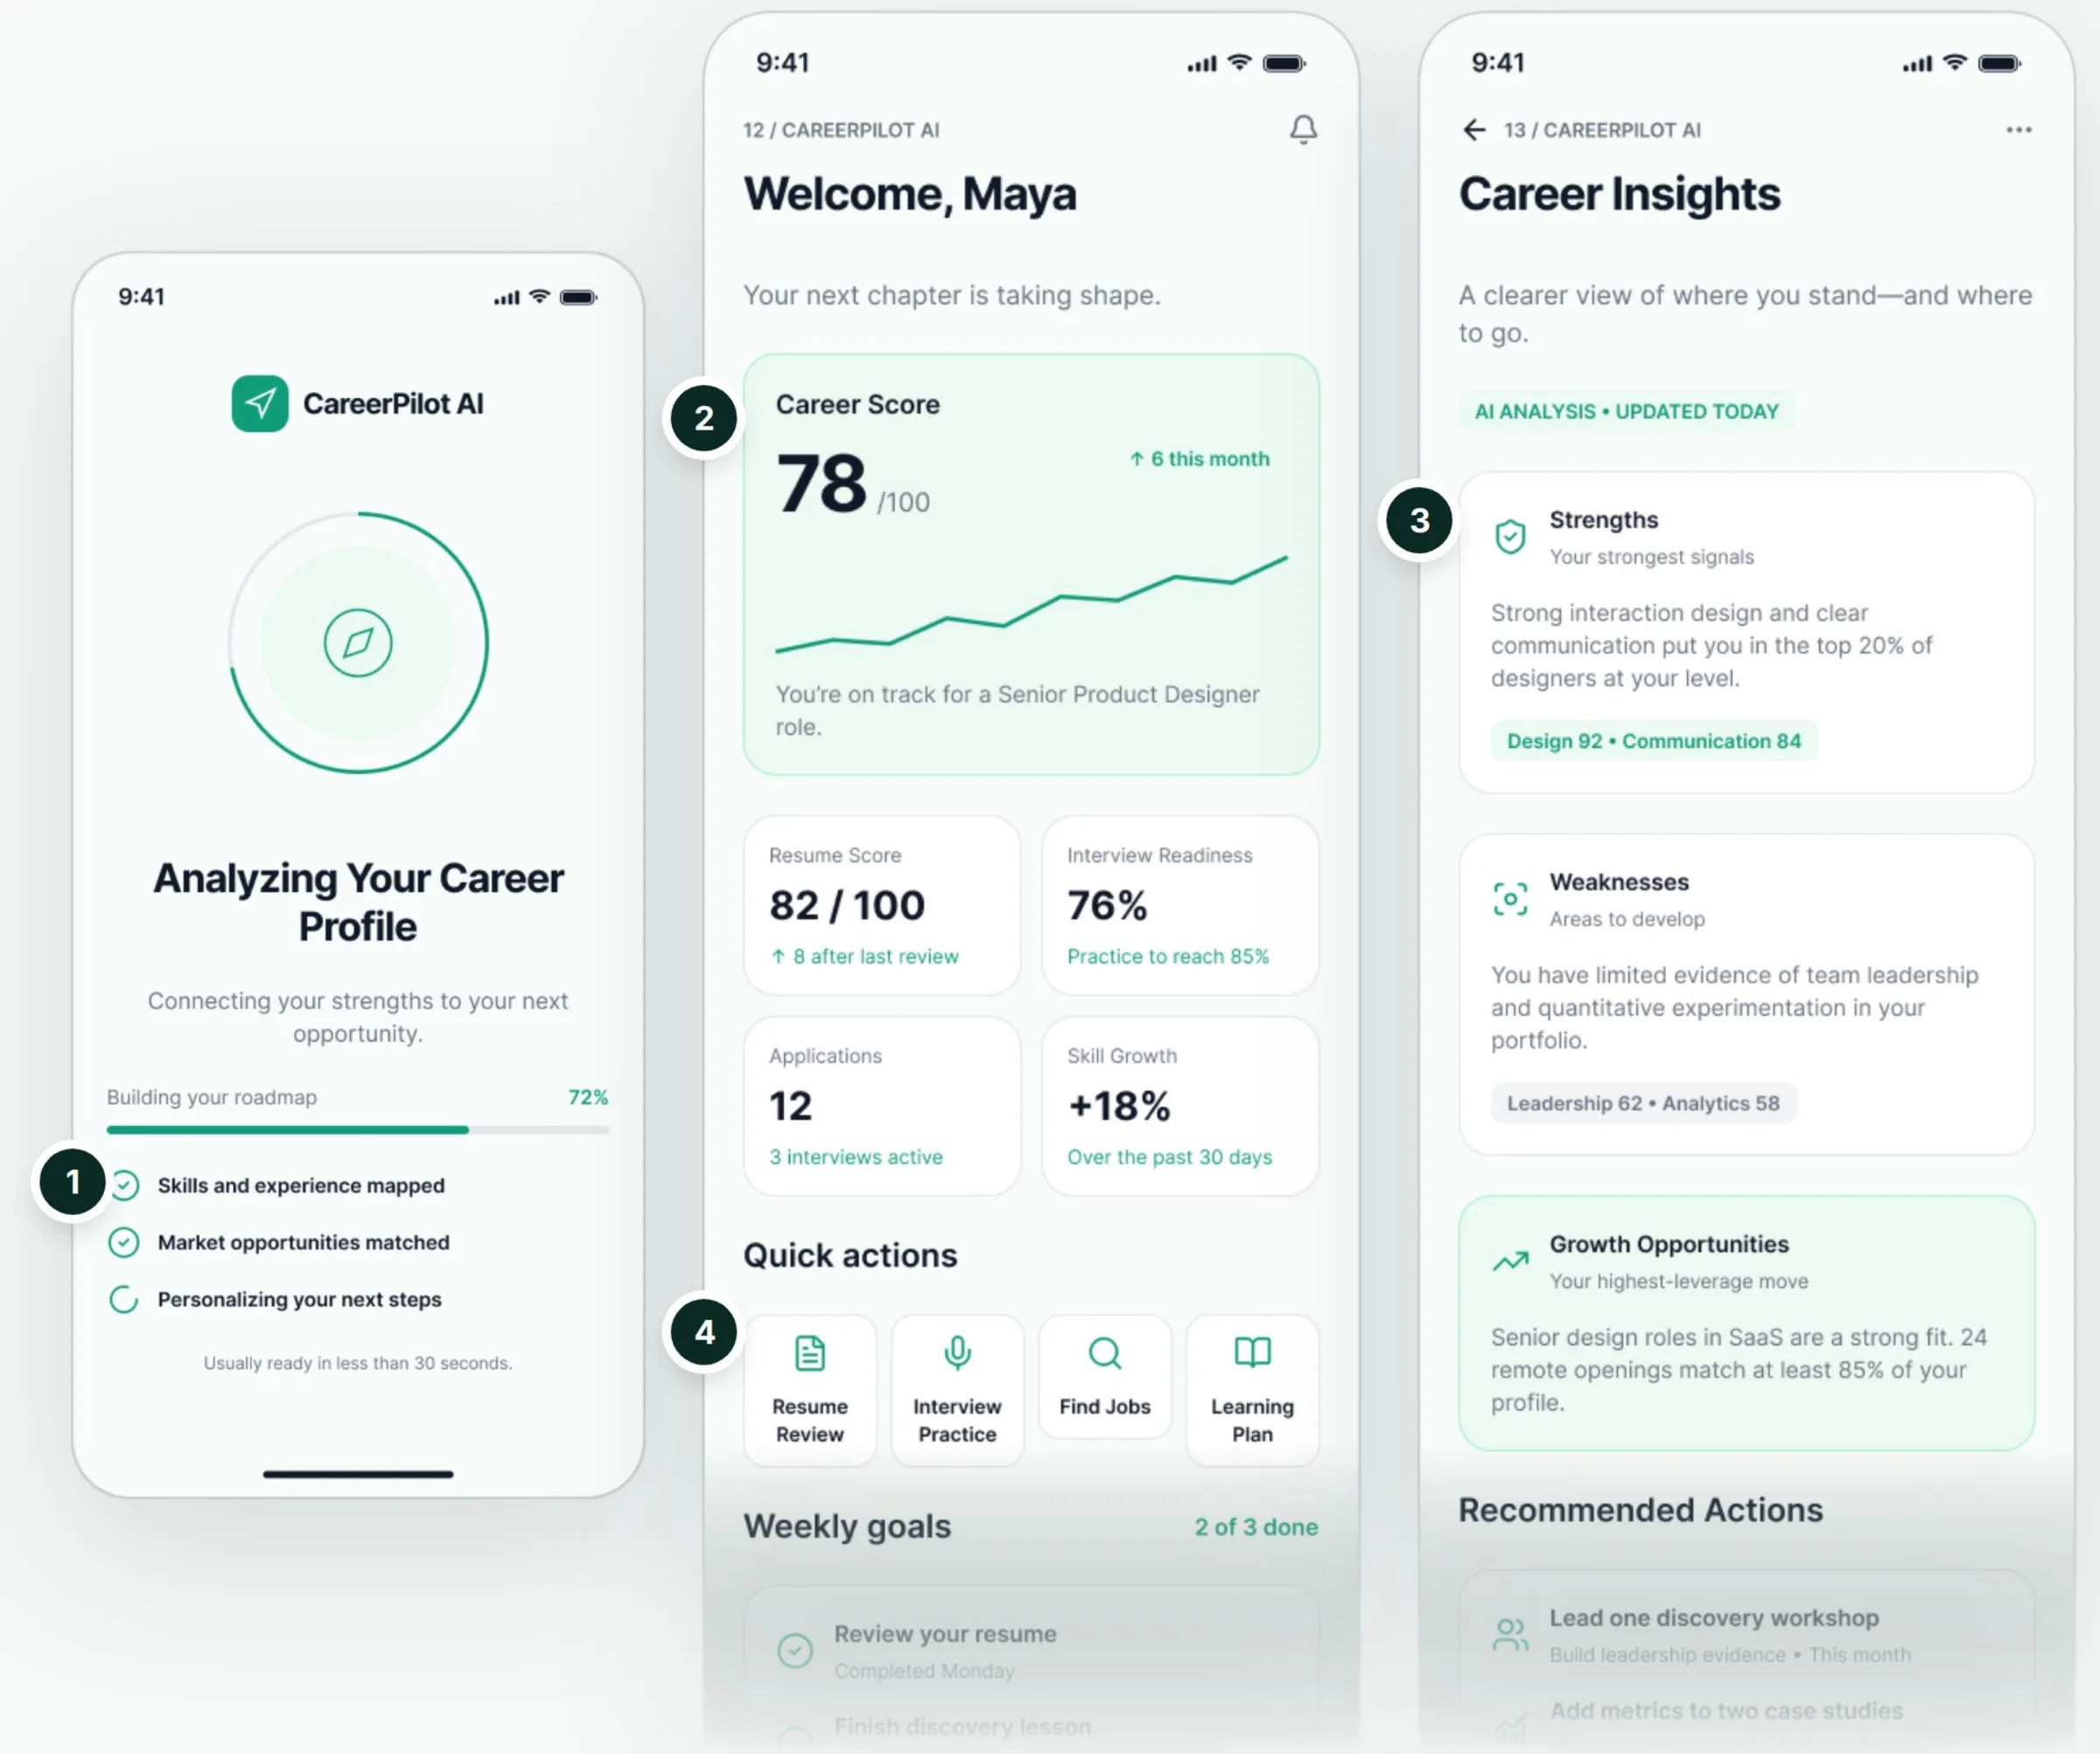 9:41
CareerPilot AI
Analyzing Your Career
Profile
Connecting your strengths to your next
opportunity.
Building your roadmap
72%
1
Skills and experience mapped
Market opportunities matched
Personalizing your next steps
Usually ready in less than 30 seconds.
9:41
12 / CAREERPILOT AI
Welcome, Maya
Your next chapter is taking shape.
2
Career Score
78 /100
↑ 6 this month
You're on track for a Senior Product Designer
role.
Resume Score
82 / 100
↑ 8 after last review
Interview Readiness
76%
Practice to reach 85%
Applications
12
3 interviews active
Skill Growth
+18%
Over the past 30 days
Quick actions
4
Resume
Review
Interview
Practice
Find Jobs
Learning
Plan
Weekly goals
2 of 3 done
Review your resume
Completed Monday
Finish discovery lesson
9:41
13 / CAREERPILOT AI
Career Insights
A clearer view of where you stand—and where
to go.
AI ANALYSIS • UPDATED TODAY
3
Strengths
Your strongest signals
Strong interaction design and clear
communication put you in the top 20% of
designers at your level.
Design 92 • Communication 84
Weaknesses
Areas to develop
You have limited evidence of team leadership
and quantitative experimentation in your
portfolio.
Leadership 62 • Analytics 58
Growth Opportunities
Your highest-leverage move
Senior design roles in SaaS are a strong fit. 24
remote openings match at least 85% of your
profile.
Recommended Actions
Lead one discovery workshop
Build leadership evidence • This month
Add metrics to two case studies